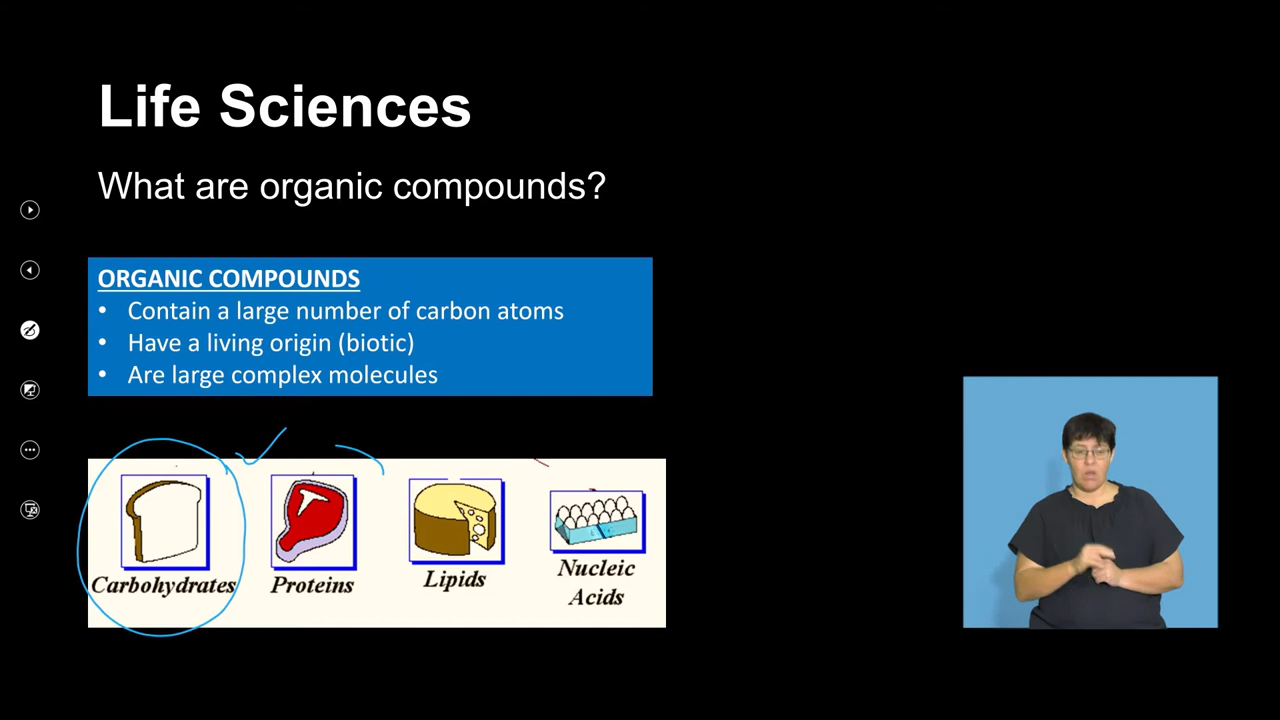 Life Sciences
What are organic compounds?
ORGANIC COMPOUNDS
• Contain a large number of carbon atoms
• Have a living origin (biotic)
• Are large complex molecules
Carbohydrates
Proteins
Lipids
Nucleic
Acids